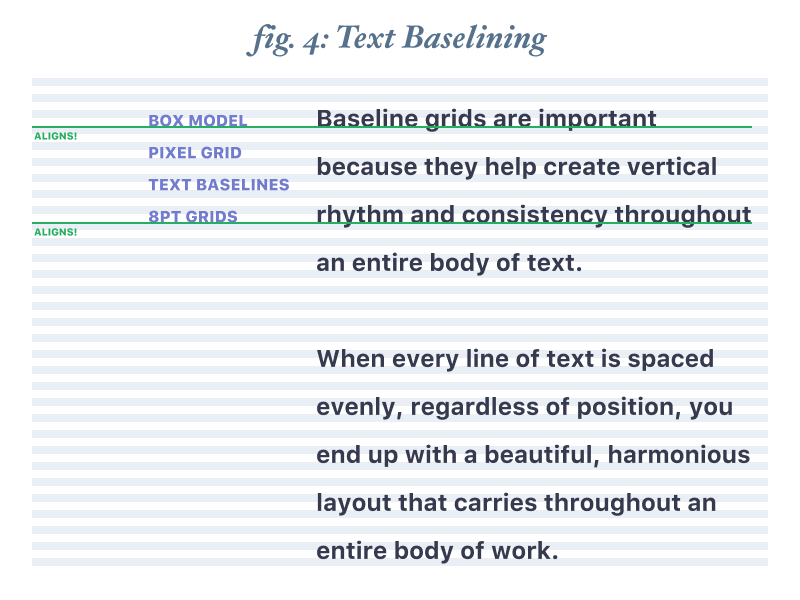 fig. 4: Text Baselining
BOX MODEL
ALIGNS!
PIXEL GRID
TEXT BASELINES
8PT GRIDS
ALIGNS!
Baseline grids are important
because they help create vertical
rhythm and consistency throughout
an entire body of text.
When every line of text is spaced
evenly, regardless of position, you
end up with a beautiful, harmonious
layout that carries throughout an
entire body of work.